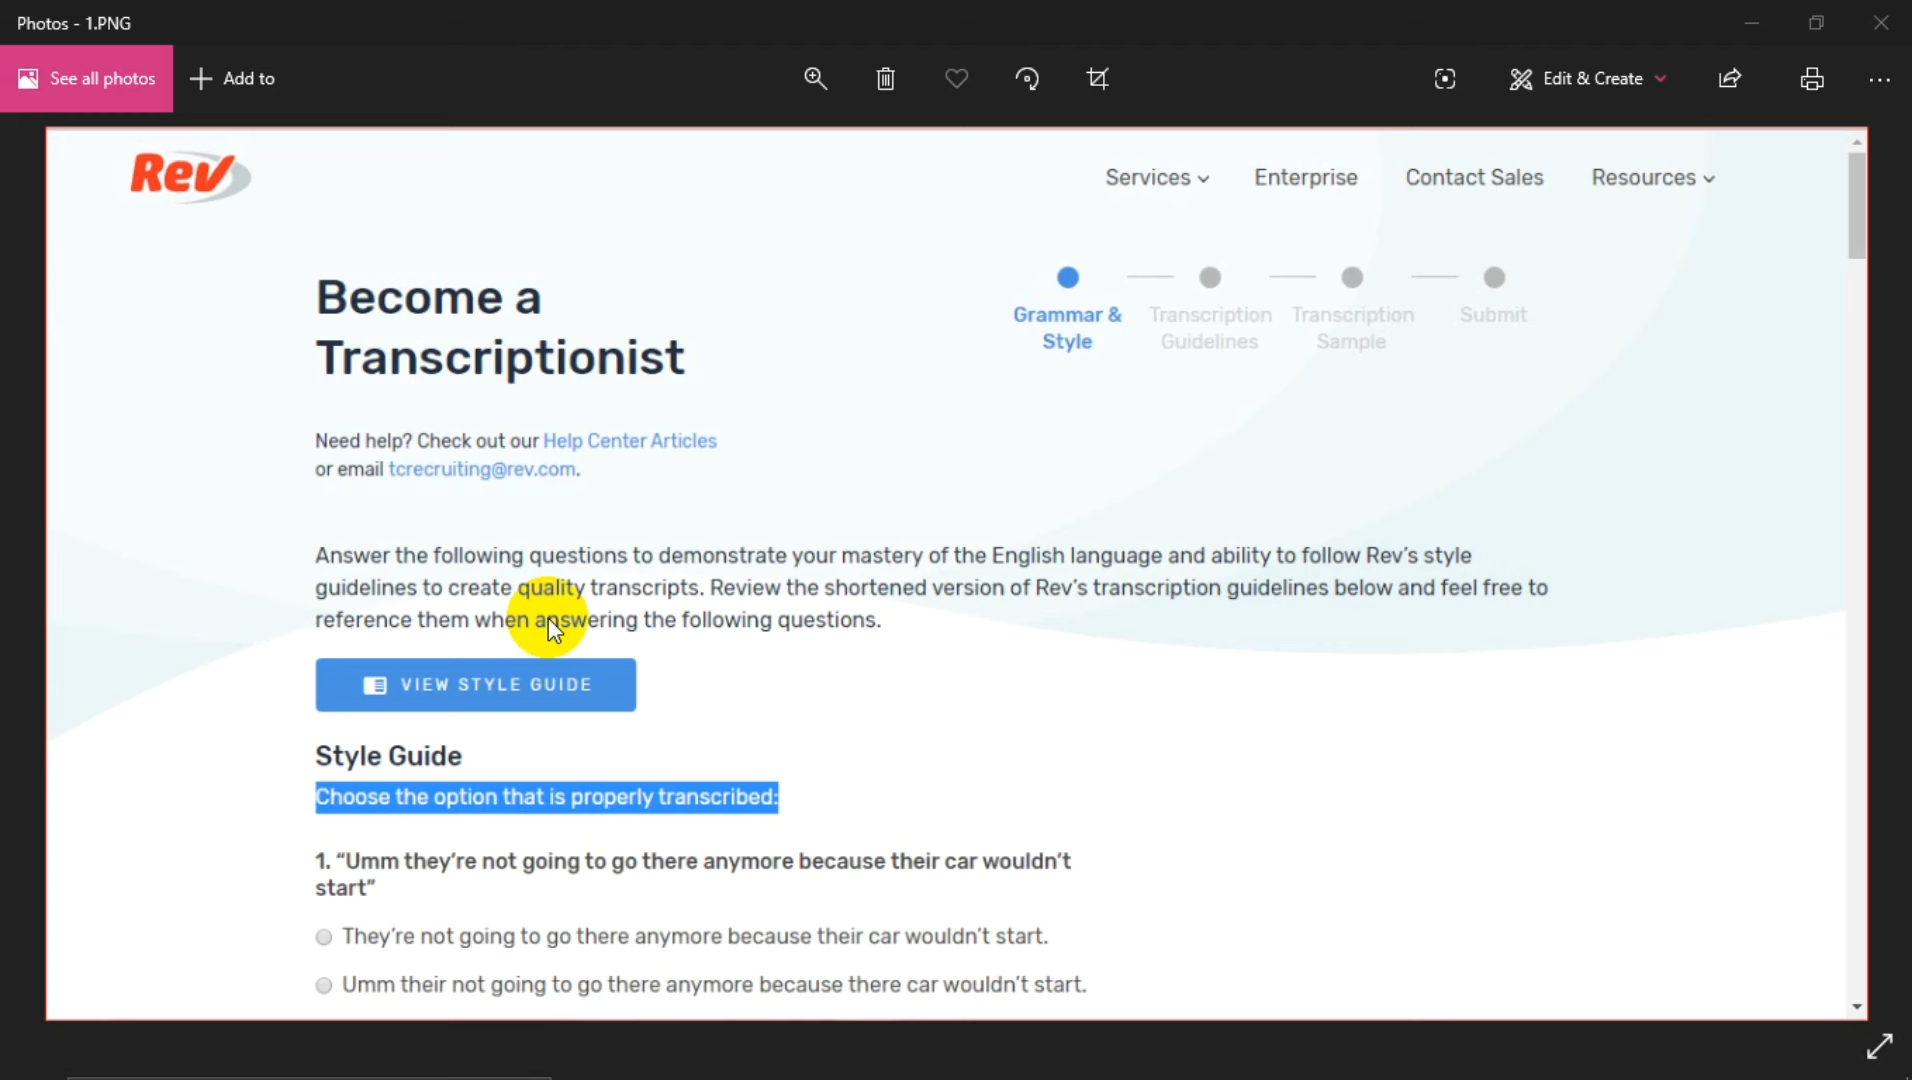 Photos - 1.PNG
See all photos
Add to
Edit & Create
Rev
Services
Enterprise
Contact Sales
Resources
Become a
Transcriptionist
Grammar &
Style
Transcription
Guidelines
Transcription
Sample
Submit
Need help? Check out our Help Center Articles
or email tcrecruiting@rev.com.
Answer the following questions to demonstrate your mastery of the English language and ability to follow Rev's style
guidelines to create quality transcripts. Review the shortened version of Rev's transcription guidelines below and feel free to
reference them when answering the following questions.
VIEW STYLE GUIDE
Style Guide
Choose the option that is properly transcribed:
1. “Umm they’re not going to go there anymore because their car wouldn’t
start”
They’re not going to go there anymore because their car wouldn’t start.
Umm their not going to go there anymore because there car wouldn’t start.